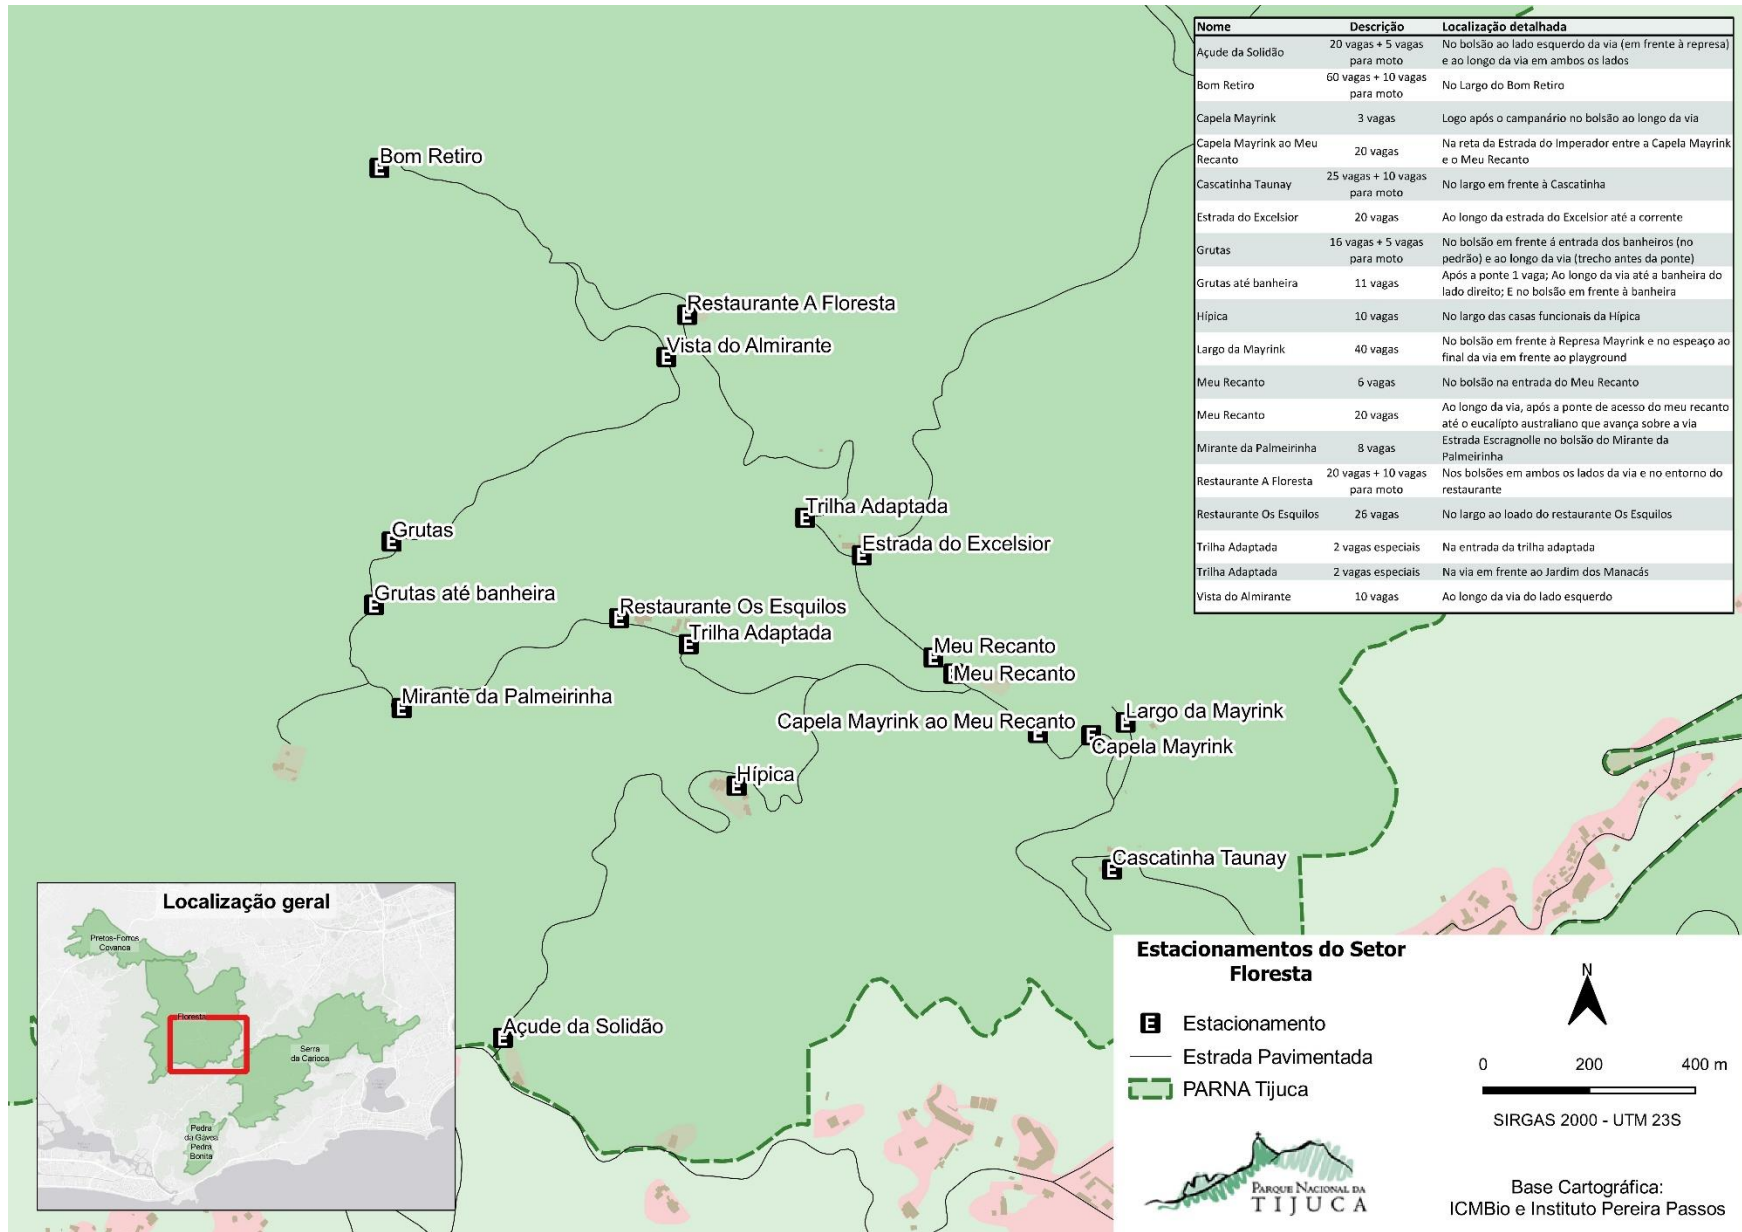 Nome Descrição Localização detalhada
Açude da Solidão 20 vagas + 5 vagas para moto No bolsão ao lado esquerdo da via (em frente à represa) e ao longo da via em ambos os lados
Bom Retiro 60 vagas + 10 vagas para moto No Largo do Bom Retiro
Capela Mayrink 3 vagas Logo após o campanário no bolsão ao longo da via
Capela Mayrink ao Meu Recanto 20 vagas Na reta da Estrada do Imperador entre a Capela Mayrink e o Meu Recanto
Cascatinha Taunay 25 vagas + 10 vagas para moto No largo em frente à Cascatinha
Estrada do Excelsior 20 vagas Ao longo da estrada do Excelsior até a corrente
Grutas 16 vagas + 5 vagas para moto No bolsão em frente á entrada dos banheiros (no pedrão) e ao longo da via (trecho antes da ponte)
Grutas até banheira 11 vagas Após a ponte 1 vaga; Ao longo da via até a banheira do lado direito; E no bolsão em frente à banheira
Hípica 10 vagas No largo das casas funcionais da Hípica
Largo da Mayrink 40 vagas No bolsão em frente à Represa Mayrink e no espeaço ao final da via em frente ao playground
Meu Recanto 6 vagas No bolsão na entrada do Meu Recanto
Meu Recanto 20 vagas Ao longo da via, após a ponte de acesso do meu recanto até o eucalípto australiano que avança sobre a via
Mirante da Palmeirinha 8 vagas Estrada Escragnolle no bolsão do Mirante da Palmeirinha
Restaurante A Floresta 20 vagas + 10 vagas para moto Nos bolsões em ambos os lados da via e no entorno do restaurante
Restaurante Os Esquilos 26 vagas No largo ao loado do restaurante Os Esquilos
Trilha Adaptada 2 vagas especiais Na entrada da trilha adaptada
Trilha Adaptada 2 vagas especiais Na via em frente ao Jardim dos Manacás
Vista do Almirante 10 vagas Ao longo da via do lado esquerdo
E Bom Retiro
E Restaurante A Floresta
E Vista do Almirante
E Trilha Adaptada
E Grutas
E Estrada do Excelsior
E Grutas até banheira
E Restaurante Os Esquilos
E Trilha Adaptada
E Meu Recanto
E Meu Recanto
E Mirante da Palmeirinha
E Largo da Mayrink
E Capela Mayrink ao Meu Recanto
E Capela Mayrink
E Hípica
E Cascatinha Taunay
E Açude da Solidão
Localização geral
Pretos-Forros
Covanca
Floresta
Serra
da Carioca
Pedra
da Gávea
Pedra
Bonita
Estacionamentos do Setor
Floresta
E Estacionamento
Estrada Pavimentada
PARNA Tijuca
PARQUE NACIONAL DA
TIJUCA
N
0 200 400 m
SIRGAS 2000 - UTM 23S
Base Cartográfica:
ICMBio e Instituto Pereira Passos